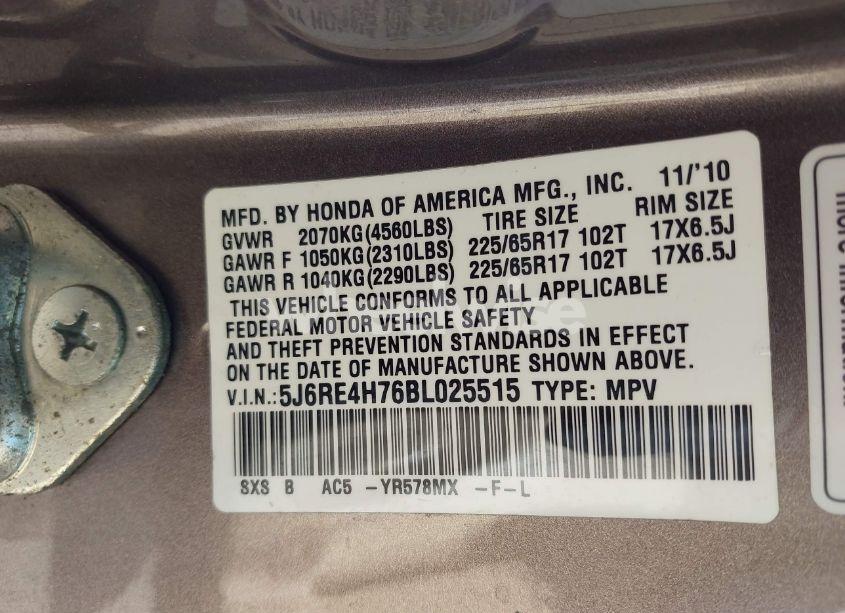 MFD. BY HONDA OF AMERICA MFG., INC. 11/'10
GVWR 2070KG(4560LBS) TIRE SIZE RIM SIZE
GAWR F 1050KG(2310LBS) 225/65R17 102T 17X6.5J
GAWR R 1040KG(2290LBS) 225/65R17 102T 17X6.5J
THIS VEHICLE CONFORMS TO ALL APPLICABLE
FEDERAL MOTOR VEHICLE SAFETY
AND THEFT PREVENTION STANDARDS IN EFFECT
ON THE DATE OF MANUFACTURE SHOWN ABOVE.
V.I.N.:5J6RE4H76BL025515 TYPE: MPV
SXS B AC5 -YR578MX -F-L